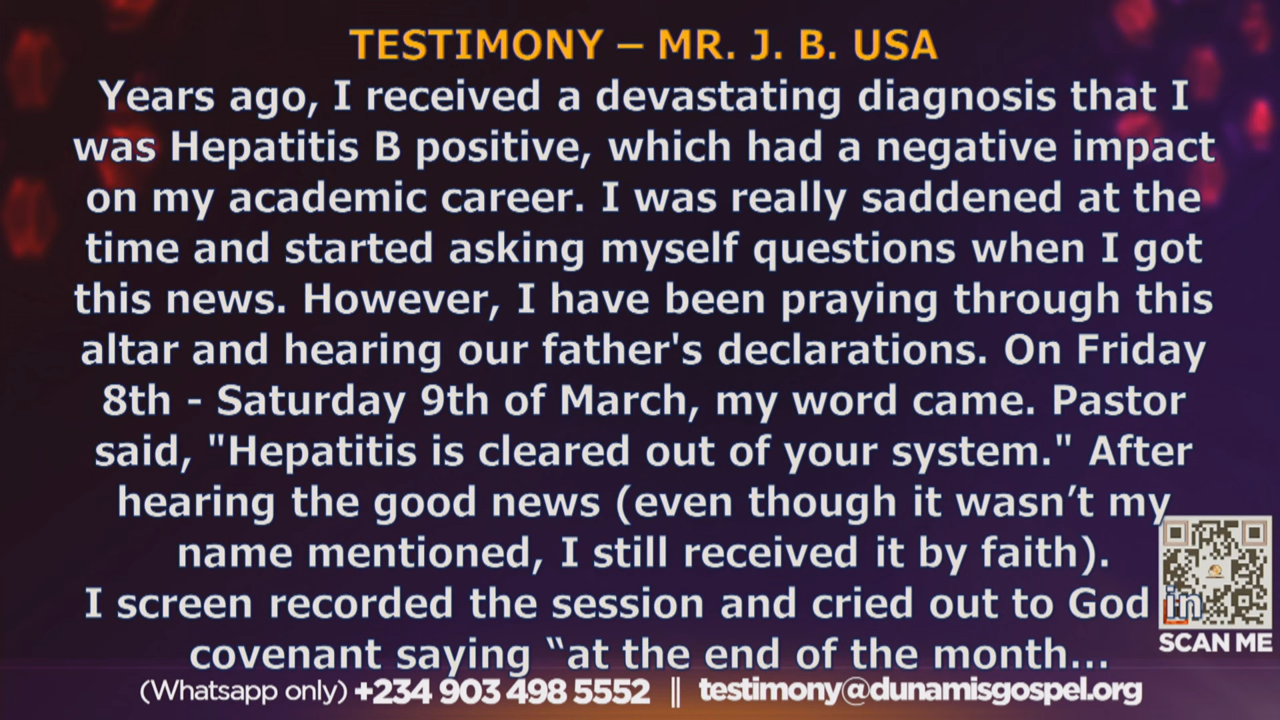 TESTIMONY – MR. J. B. USA
Years ago, I received a devastating diagnosis that I
was Hepatitis B positive, which had a negative impact
on my academic career. I was really saddened at the
time and started asking myself questions when I got
this news. However, I have been praying through this
altar and hearing our father's declarations. On Friday
8th - Saturday 9th of March, my word came. Pastor
said, "Hepatitis is cleared out of your system." After
hearing the good news (even though it wasn’t my
name mentioned, I still received it by faith).
I screen recorded the session and cried out to God in
covenant saying “at the end of the month...
SCAN ME
(Whatsapp only) +234 903 498 5552 || testimony@dunamisgospel.org